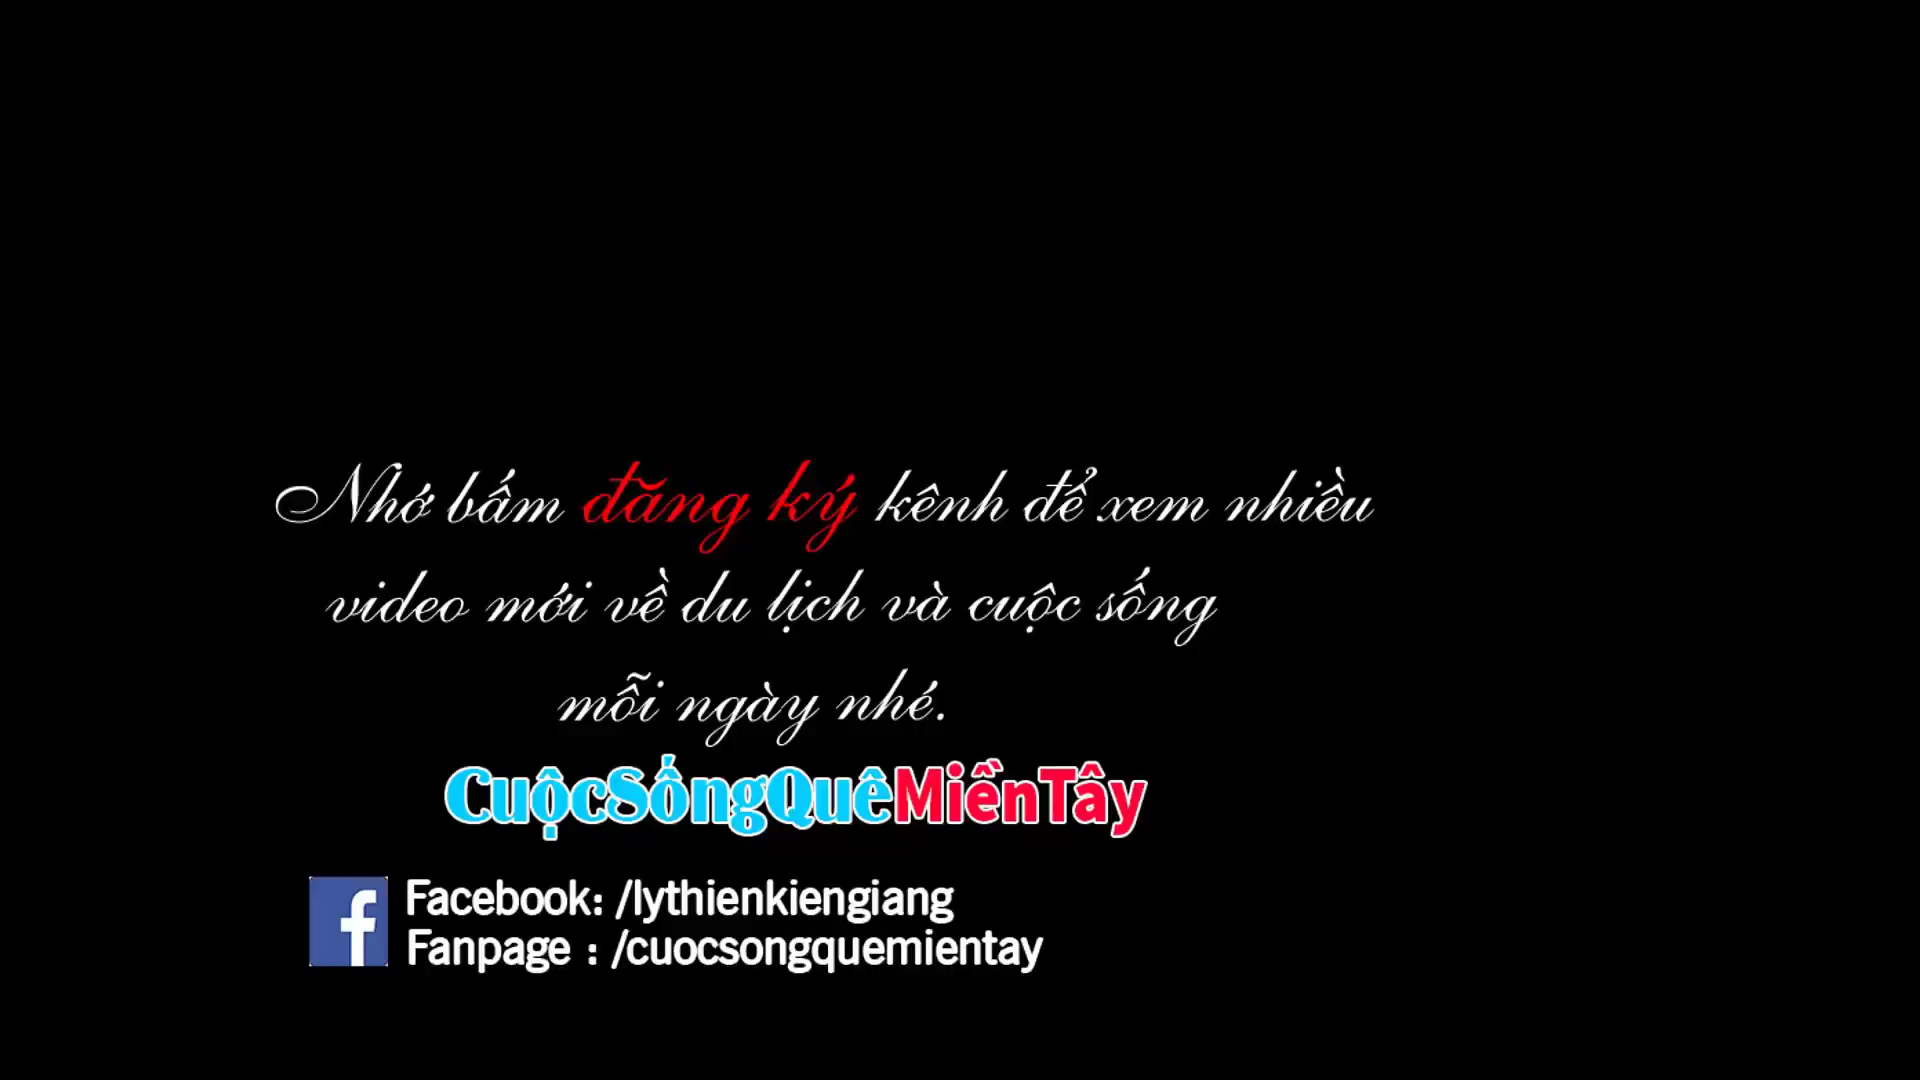 Nhớ bấm đăng ký kênh để xem nhiều
video mới về du lịch và cuộc sống
mỗi ngày nhé.
CuộcSốngQuêMiềnTây
Facebook: /lythienkiengiang
Fanpage : /cuocsongquemientay